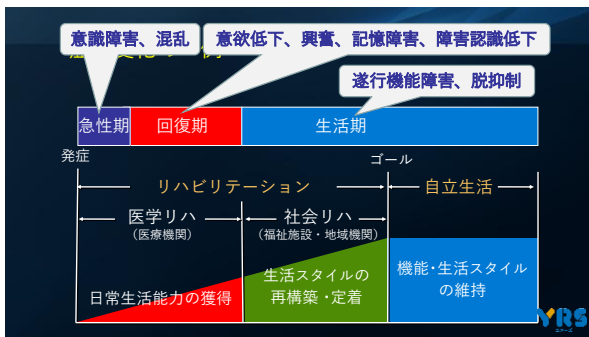 意識障害、混乱
意欲低下、興奮、記憶障害、障害認識低下
遂行機能障害、脱抑制
急性期
回復期
生活期
発症
ゴール
リハビリテーション
自立生活
医学リハ
(医療機関)
社会リハ
(福祉施設・地域機関)
日常生活能力の獲得
生活スタイルの
再構築・定着
機能・生活スタイル
の維持
YRS